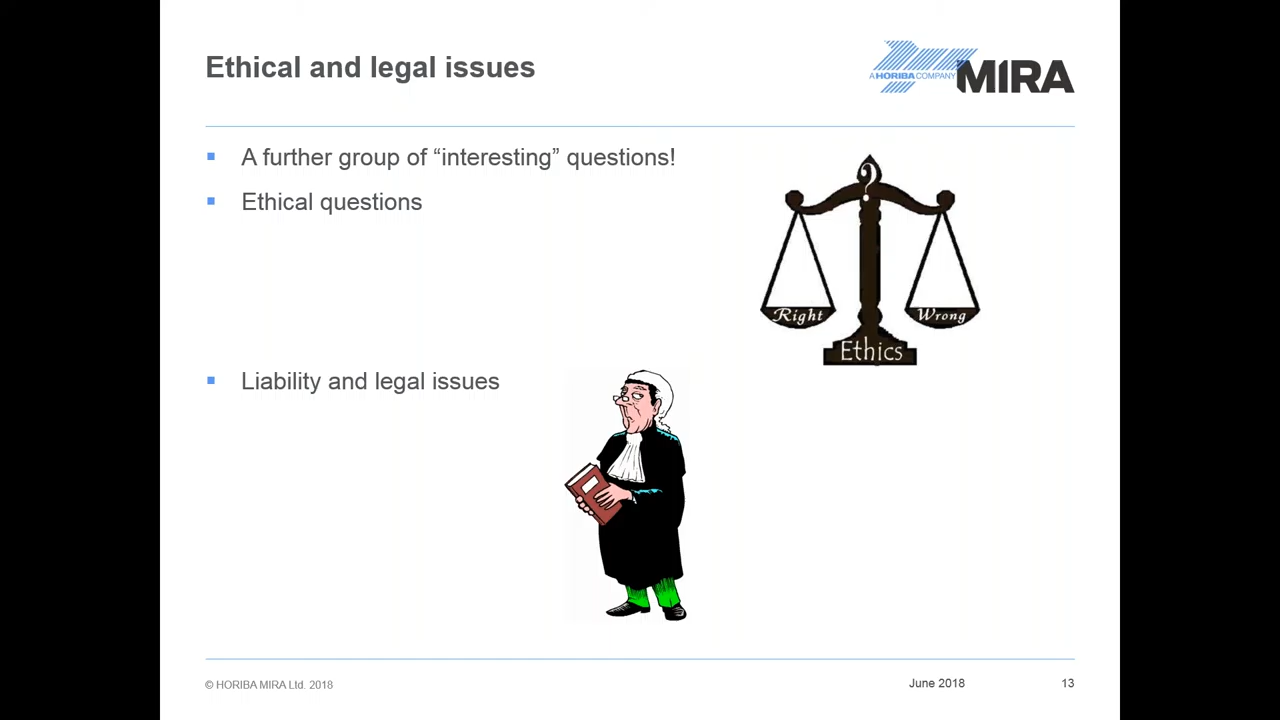 Ethical and legal issues
A HORIBA COMPANY
MIRA
A further group of “interesting” questions!
Ethical questions
Right
Wrong
Ethics
Liability and legal issues
© HORIBA MIRA Ltd. 2018
June 2018
13